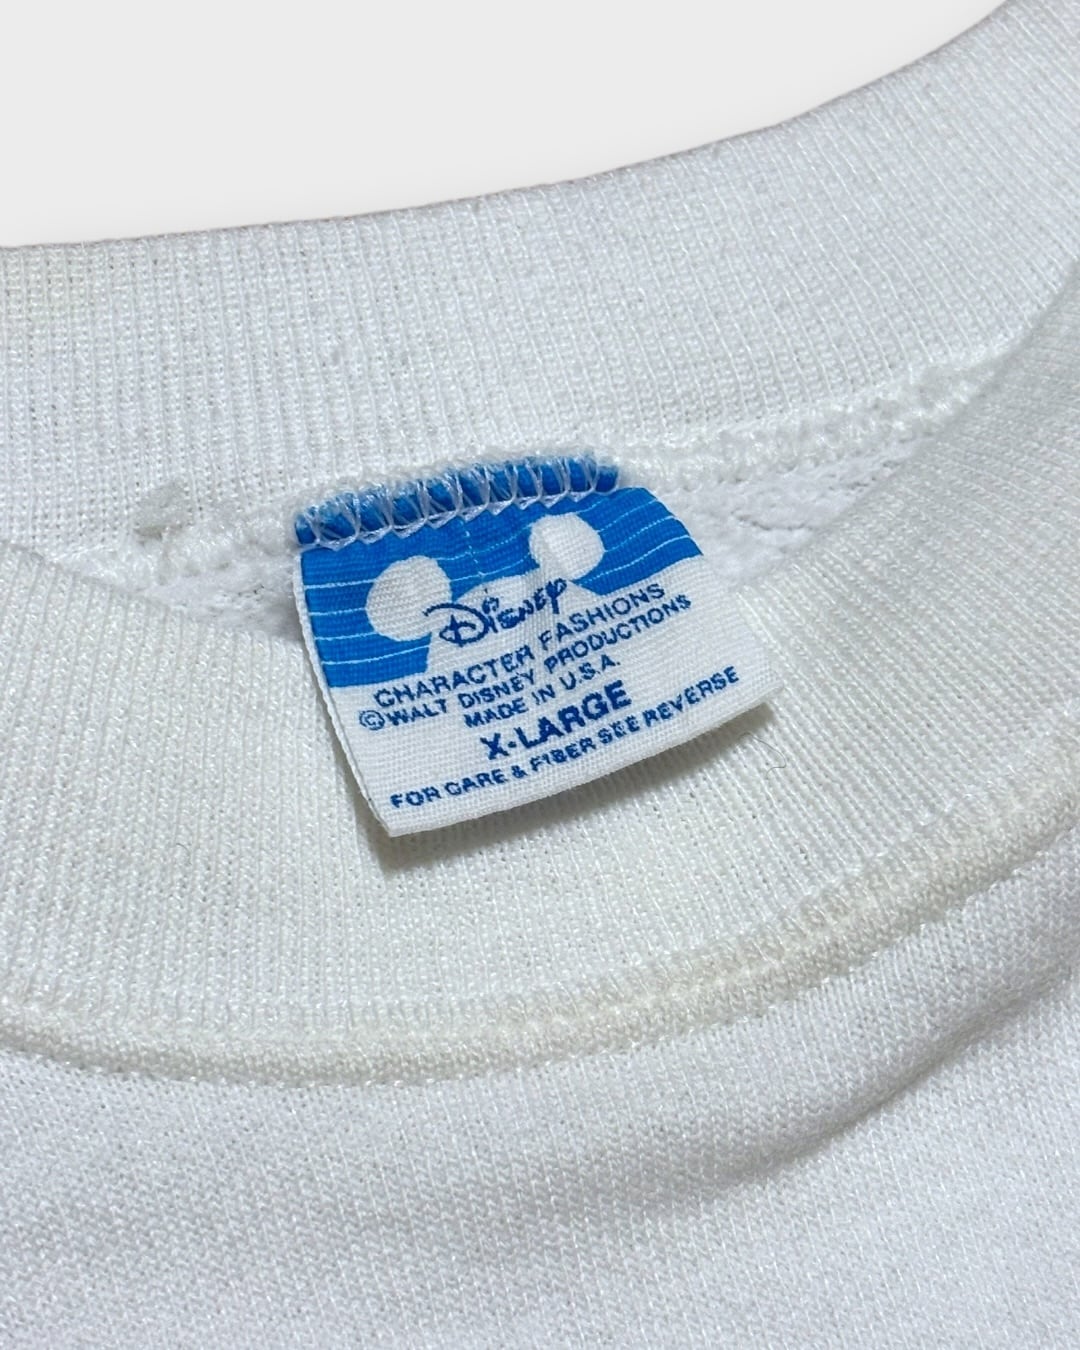 Disney
CHARACTER FASHIONS
©WALT DISNEY PRODUCTIONS
MADE IN U.S.A.
X-LARGE
FOR CARE & FIBER SEE REVERSE